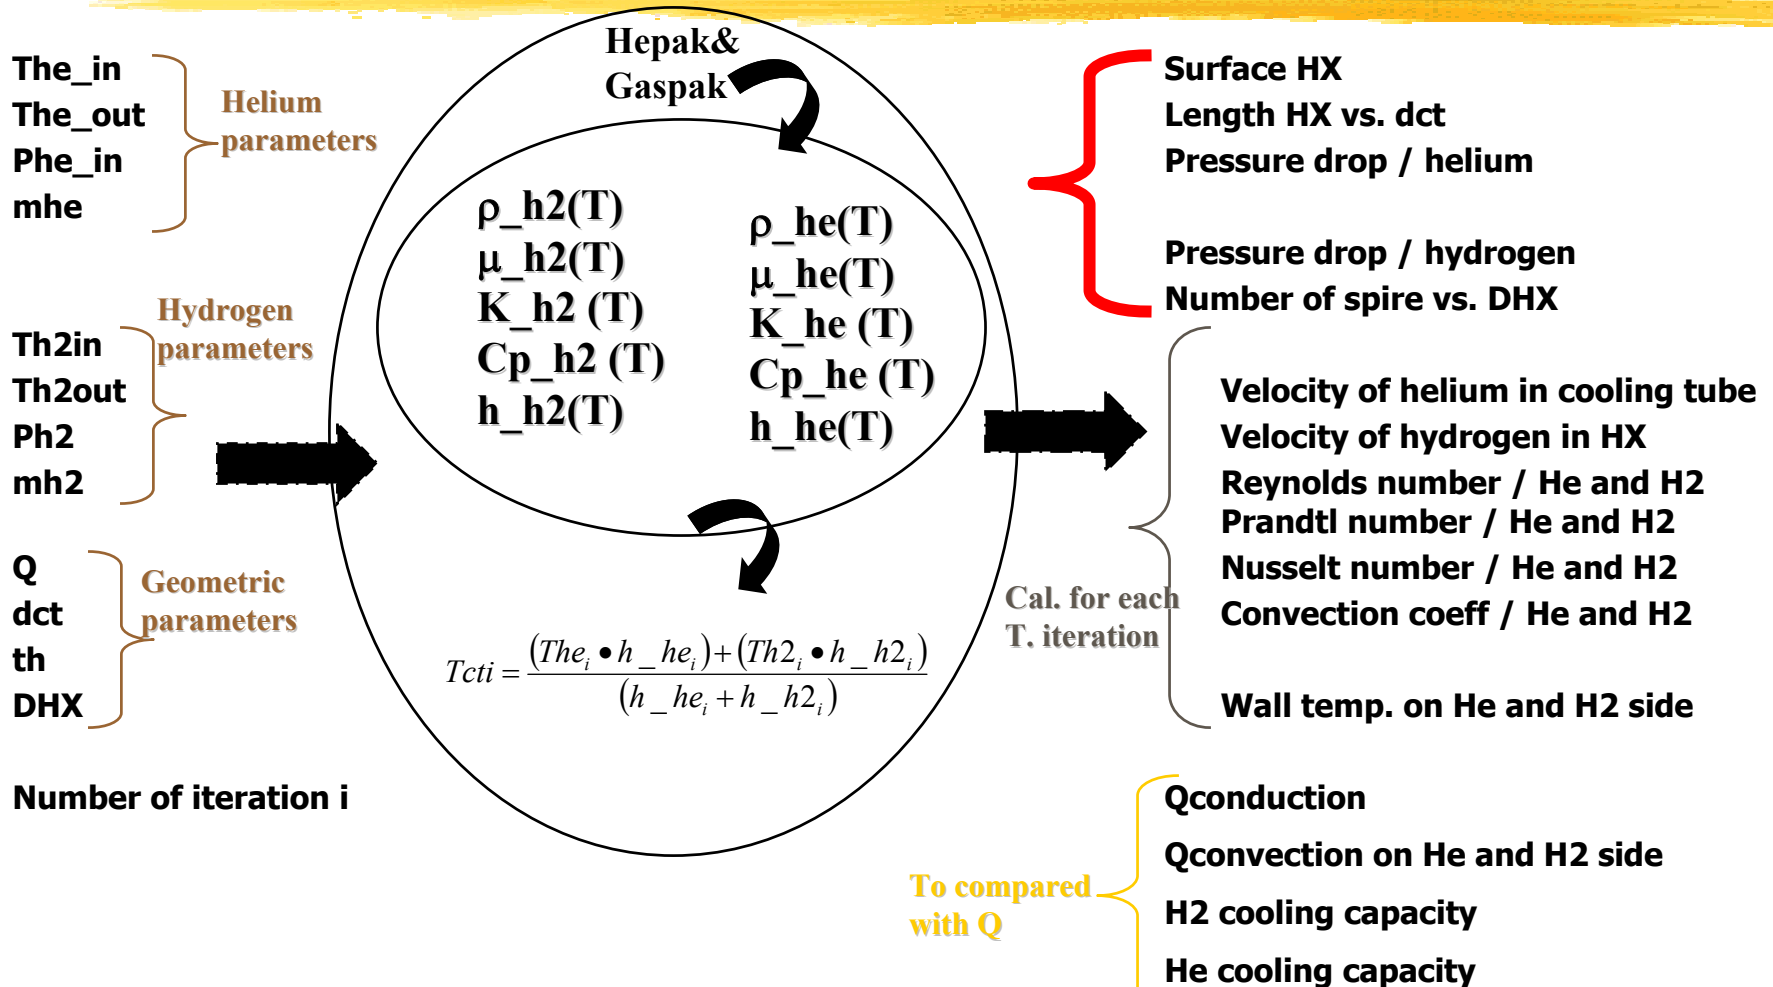 The_in
The_out
Phe_in
mhe
Helium
parameters
Th2in
Th2out
Ph2
mh2
Hydrogen
parameters
Q
dct
th
DHX
Geometric
parameters
Number of iteration i
Hepak&
Gaspak
ρ_h2(T)
μ_h2(T)
K_h2 (T)
Cp_h2 (T)
h_h2(T)
ρ_he(T)
μ_he(T)
K_he (T)
Cp_he (T)
h_he(T)
Tcti = (The_i • h_he_i) + (Th2_i • h_h2_i) / (h_he_i + h_h2_i)
Surface HX
Length HX vs. dct
Pressure drop / helium
Pressure drop / hydrogen
Number of spire vs. DHX
Cal. for each
T. iteration
Velocity of helium in cooling tube
Velocity of hydrogen in HX
Reynolds number / He and H2
Prandtl number / He and H2
Nusselt number / He and H2
Convection coeff / He and H2
Wall temp. on He and H2 side
To compared
with Q
Qconduction
Qconvection on He and H2 side
H2 cooling capacity
He cooling capacity